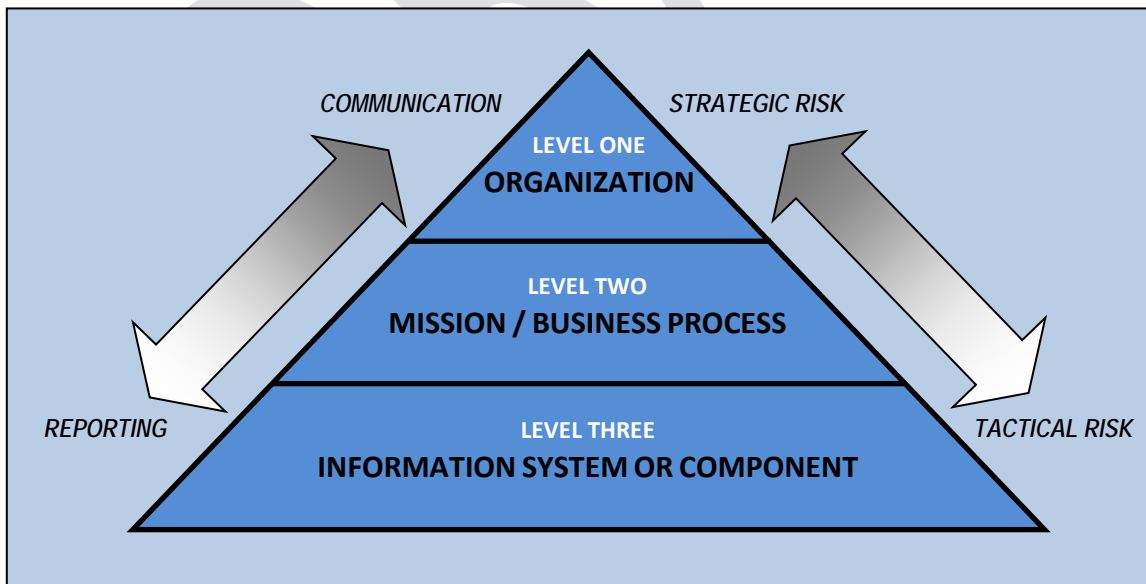 COMMUNICATION
STRATEGIC RISK
LEVEL ONE
ORGANIZATION
LEVEL TWO
MISSION / BUSINESS PROCESS
REPORTING
TACTICAL RISK
LEVEL THREE
INFORMATION SYSTEM OR COMPONENT